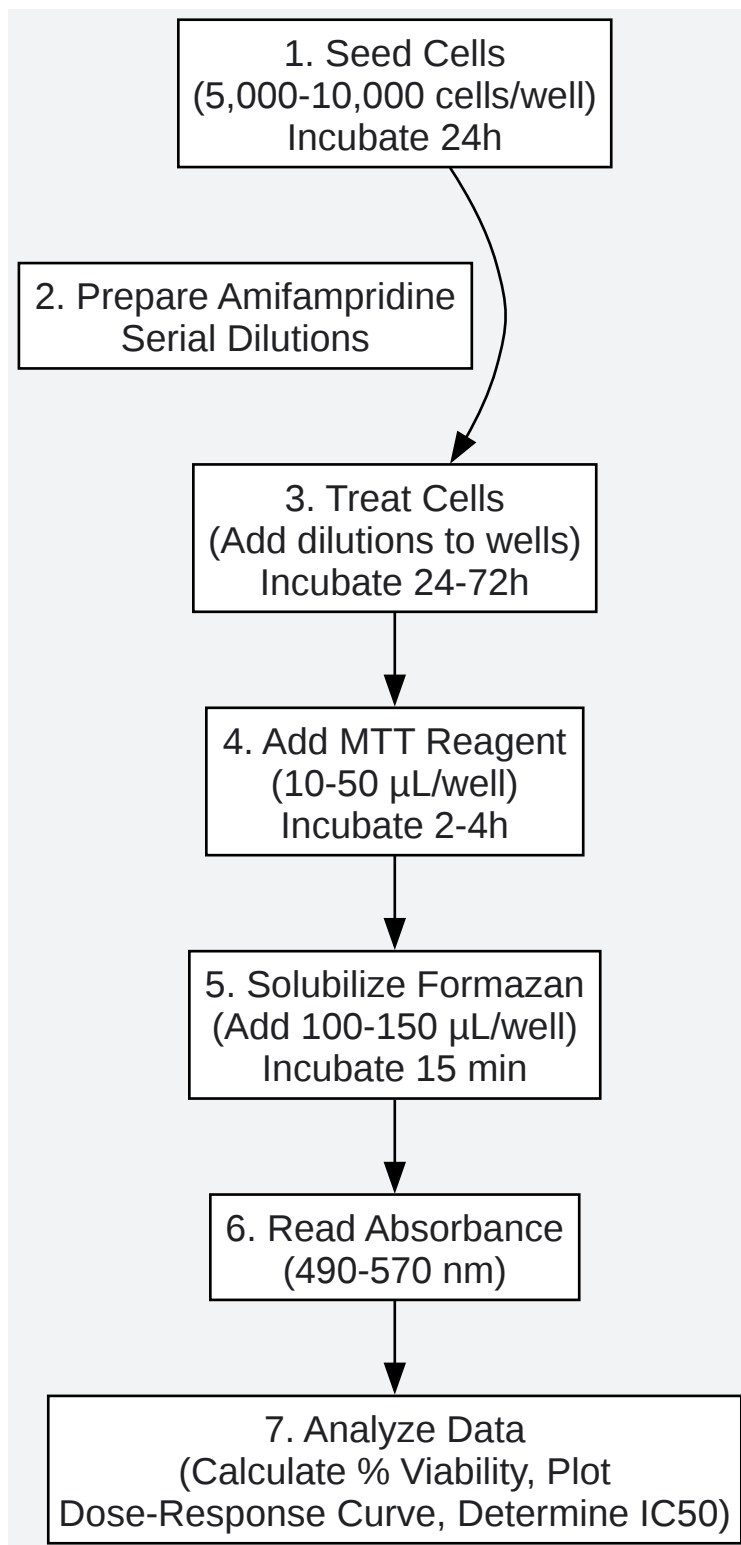 1. Seed Cells
(5,000-10,000 cells/well)
Incubate 24h
2. Prepare Amifampridine
Serial Dilutions
3. Treat Cells
(Add dilutions to wells)
Incubate 24-72h
4. Add MTT Reagent
(10-50 µL/well)
Incubate 2-4h
5. Solubilize Formazan
(Add 100-150 µL/well)
Incubate 15 min
6. Read Absorbance
(490-570 nm)
7. Analyze Data
(Calculate % Viability, Plot
Dose-Response Curve, Determine IC50)